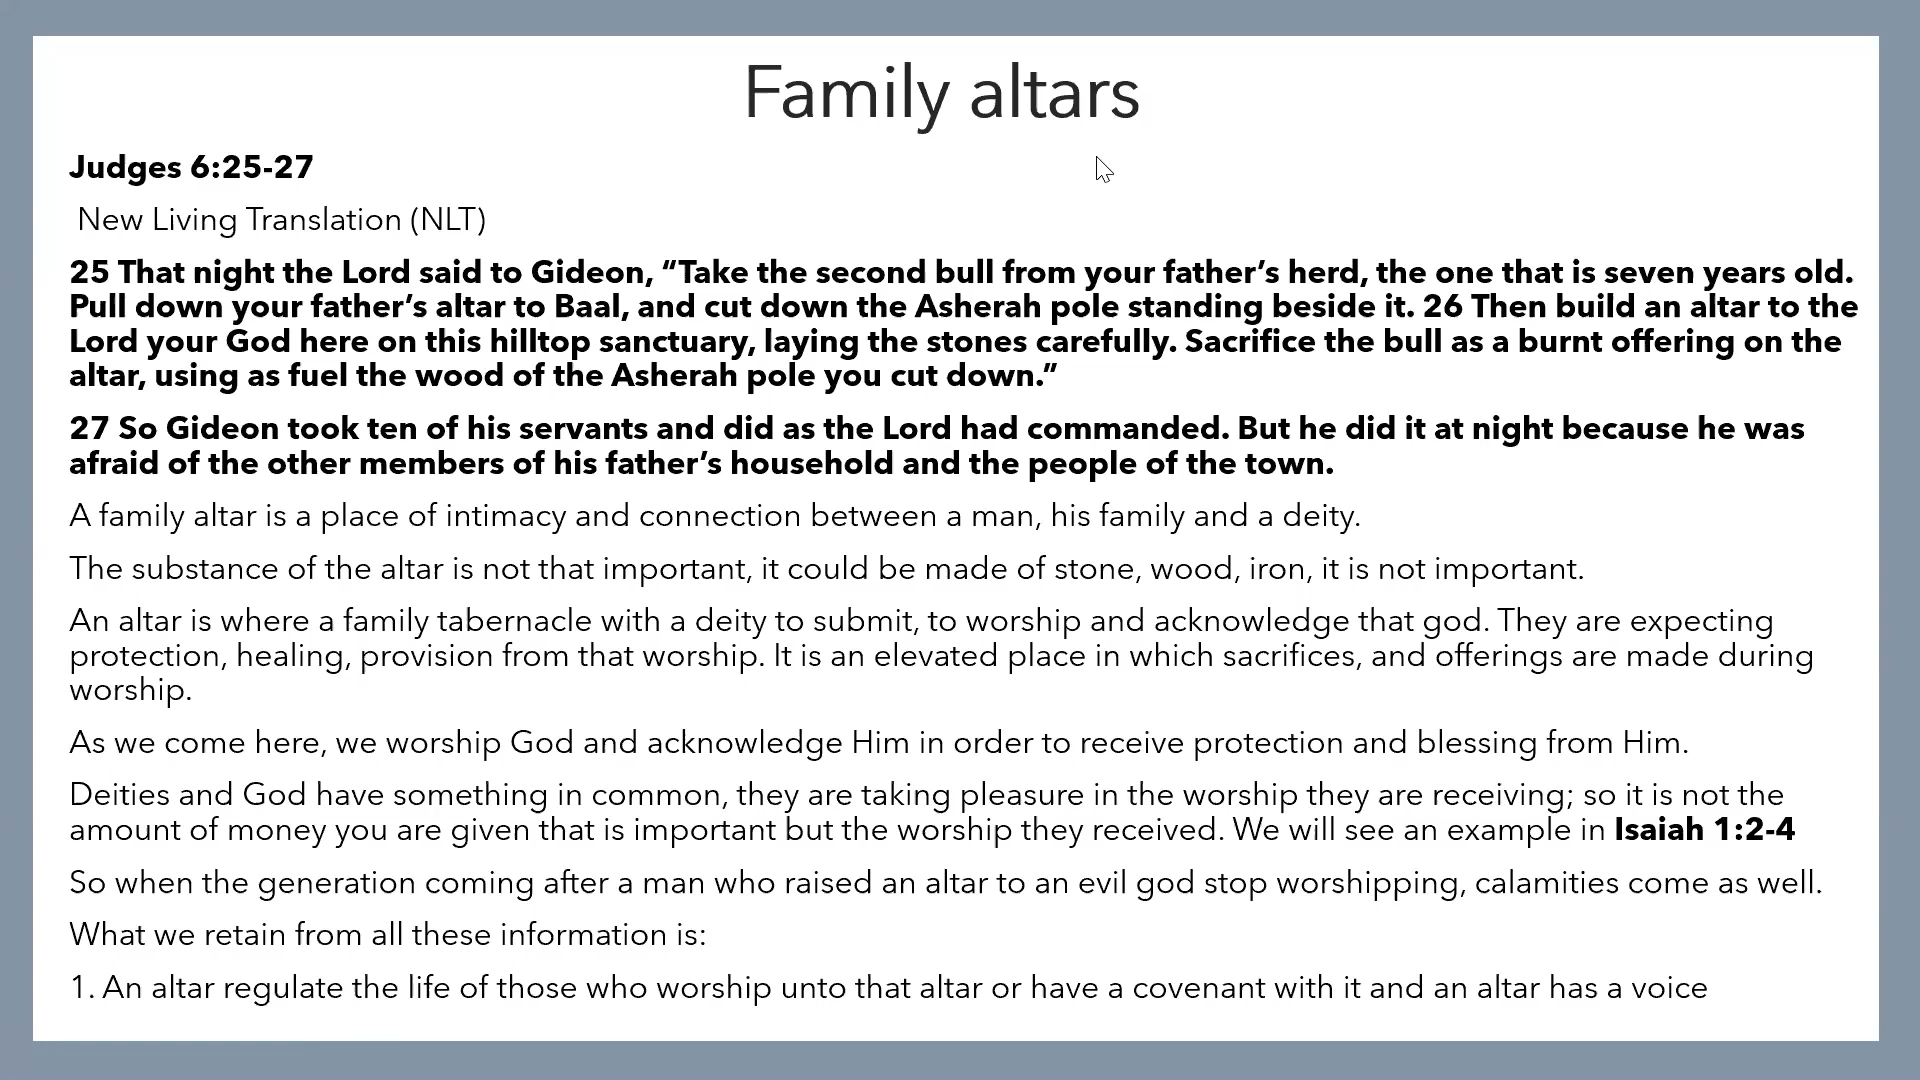 Family altars
Judges 6:25-27
New Living Translation (NLT)
25 That night the Lord said to Gideon, “Take the second bull from your father’s herd, the one that is seven years old.
Pull down your father’s altar to Baal, and cut down the Asherah pole standing beside it. 26 Then build an altar to the
Lord your God here on this hilltop sanctuary, laying the stones carefully. Sacrifice the bull as a burnt offering on the
altar, using as fuel the wood of the Asherah pole you cut down.”
27 So Gideon took ten of his servants and did as the Lord had commanded. But he did it at night because he was
afraid of the other members of his father’s household and the people of the town.
A family altar is a place of intimacy and connection between a man, his family and a deity.
The substance of the altar is not that important, it could be made of stone, wood, iron, it is not important.
An altar is where a family tabernacle with a deity to submit, to worship and acknowledge that god. They are expecting
protection, healing, provision from that worship. It is an elevated place in which sacrifices, and offerings are made during
worship.
As we come here, we worship God and acknowledge Him in order to receive protection and blessing from Him.
Deities and God have something in common, they are taking pleasure in the worship they are receiving; so it is not the
amount of money you are given that is important but the worship they received. We will see an example in Isaiah 1:2-4
So when the generation coming after a man who raised an altar to an evil god stop worshipping, calamities come as well.
What we retain from all these information is:
1. An altar regulate the life of those who worship unto that altar or have a covenant with it and an altar has a voice